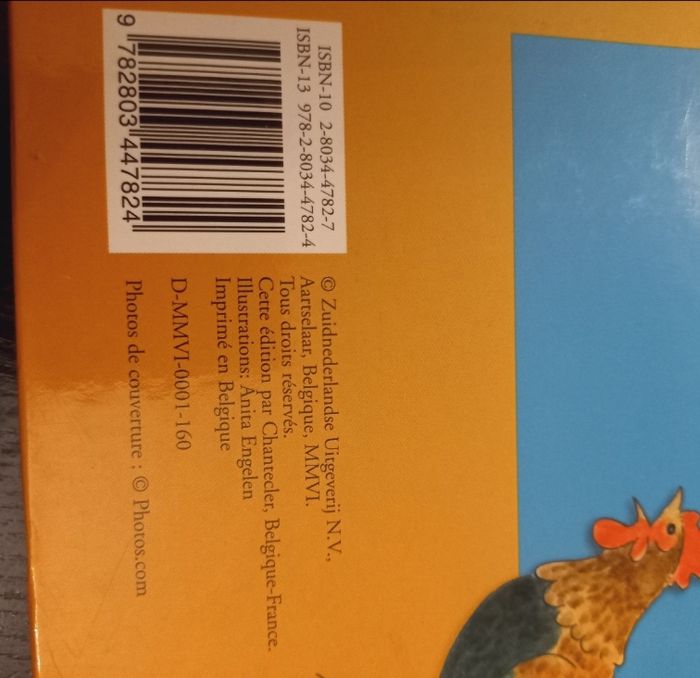 ISBN-10 2-8034-4782-7
ISBN-13 978-2-8034-4782-4
9 782803 447824
© Zuidnederlandse Uitgeverij N.V.,
Aartselaar, Belgique, MMVI.
Tous droits réservés.
Cette édition par Chantecler, Belgique-France.
Illustrations: Anita Engelen
Imprimé en Belgique
D-MMVI-0001-160
Photos de couverture : © Photos.com